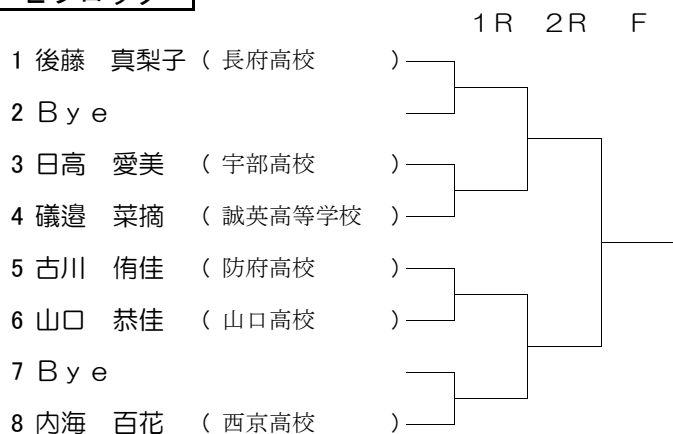 1R 2R F
1 後藤 真梨子 ( 長府高校 )
2 Bye
3 日高 愛美 ( 宇部高校 )
4 礒邉 菜摘 ( 誠英高等学校 )
5 古川 侑佳 ( 防府高校 )
6 山口 恭佳 ( 山口高校 )
7 Bye
8 内海 百花 ( 西京高校 )